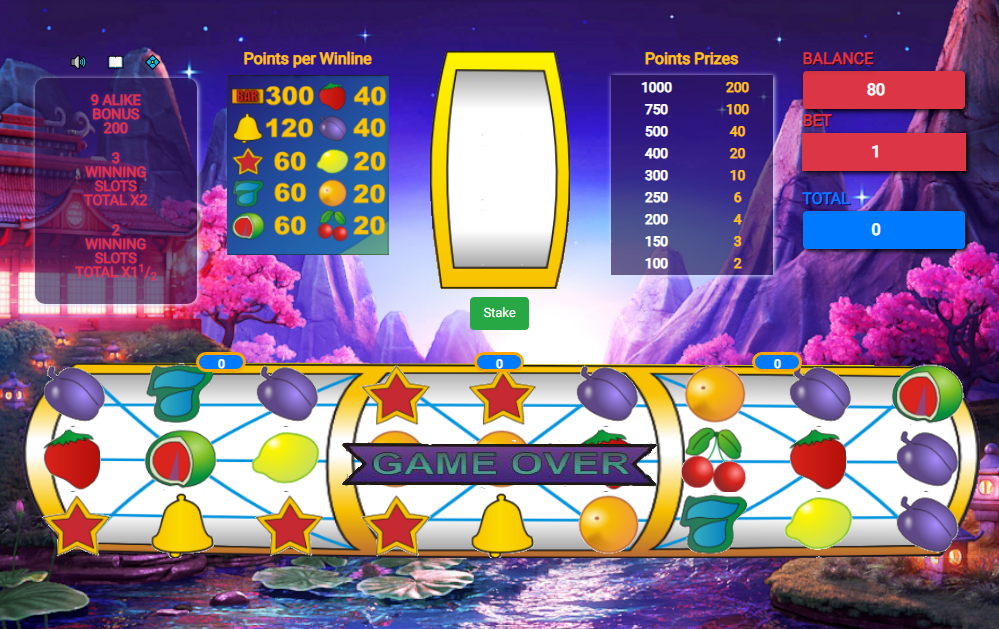 Points per Winline
Points Prizes
BALANCE
80
BET
1
TOTAL
0
9 ALIKE
BONUS
200
3
WINNING
SLOTS
TOTAL X2
2
WINNING
SLOTS
TOTAL X1 1/2
BAR 300 40
120 40
60 20
60 20
60 20
1000 200
750 100
500 40
400 20
300 10
250 6
200 4
150 3
100 2
Stake
0 0 0
GAME OVER